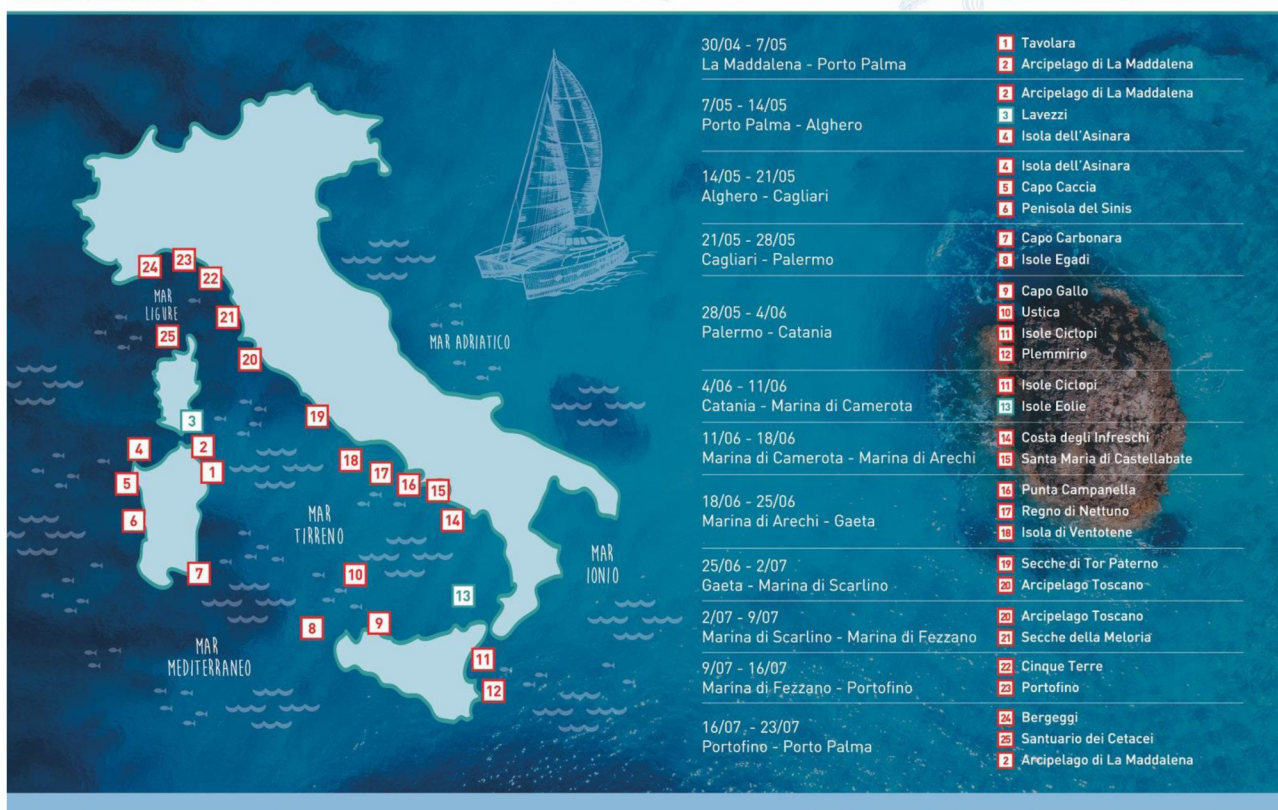 30/04 - 7/05
La Maddalena - Porto Palma
1 Tavolara
2 Arcipelago di La Maddalena
7/05 - 14/05
Porto Palma - Alghero
2 Arcipelago di La Maddalena
3 Lavezzi
4 Isola dell'Asinara
14/05 - 21/05
Alghero - Cagliari
4 Isola dell'Asinara
5 Capo Caccia
6 Penisola del Sinis
21/05 - 28/05
Cagliari - Palermo
7 Capo Carbonara
8 Isole Egadi
28/05 - 4/06
Palermo - Catania
9 Capo Gallo
10 Ustica
11 Isole Ciclopi
12 Plemmirio
4/06 - 11/06
Catania - Marina di Camerota
11 Isole Ciclopi
13 Isole Eolie
11/06 - 18/06
Marina di Camerota - Marina di Arechi
14 Costa degli Infreschi
15 Santa Maria di Castellabate
18/06 - 25/06
Marina di Arechi - Gaeta
16 Punta Campanella
17 Regno di Nettuno
18 Isola di Ventotene
25/06 - 2/07
Gaeta - Marina di Scarlino
19 Secche di Tor Paterno
20 Arcipelago Toscano
2/07 - 9/07
Marina di Scarlino - Marina di Fezzano
20 Arcipelago Toscano
21 Secche della Meloria
9/07 - 16/07
Marina di Fezzano - Portofino
22 Cinque Terre
23 Portofino
16/07 - 23/07
Portofino - Porto Palma
24 Bergeggi
25 Santuario dei Cetacei
2 Arcipelago di La Maddalena
24
23
22
MAR
LIGURE
21
25
20
MAR ADRIATICO
3
19
4
2
18
1
17
5
16
15
6
14
MAR
TIRRENO
MAR
IONIO
7
10
13
8
9
MAR
MEDITERRANEO
11
12